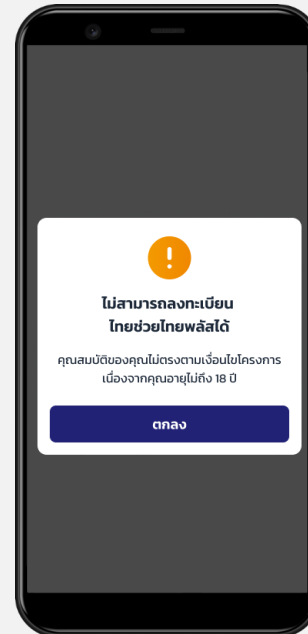 ไม่สามารถลงทะเบียน
ไทยช่วยไทยพลัสได้
คุณสมบัติของคุณไม่ตรงตามเงื่อนไขโครงการ
เนื่องจากคุณอายุไม่ถึง 18 ปี
ตกลง